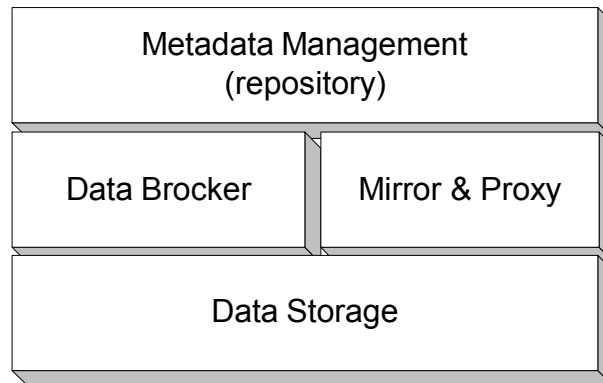 Metadata Management
(repository)
Data Brocker
Mirror & Proxy
Data Storage